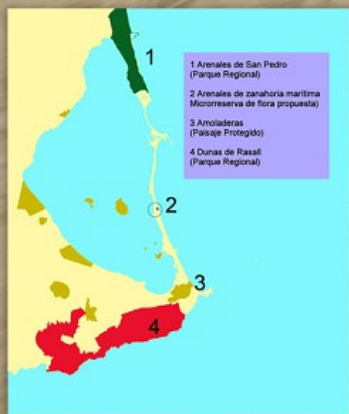 1 Arenales de San Pedro
(Parque Regional)
2 Arenales de zanahoria marítima
Microrreserva de flora propuesta)
3 Amoladeras
(Paisaje Protegido)
4 Dunas de Rasall
(Parque Regional)
1
2
3
4